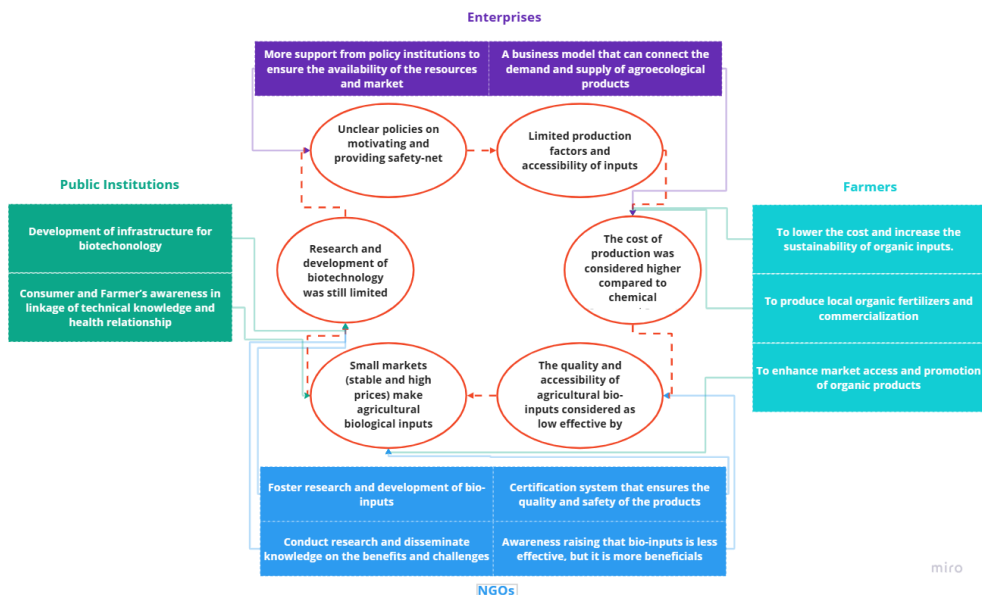 Enterprises
More support from policy institutions to
ensure the availability of the resources
and market
A business model that can connect the
demand and supply of agroecological
products
Unclear policies on
motivating and
providing safety-net
Limited production
factors and
accessibility of inputs
Public Institutions
Development of infrastructure for
biotechonology
Consumer and Farmer's awareness in
linkage of technical knowledge and
health relationship
Research and
development of
biotechnology
was still limited
The cost of
production was
considered higher
compared to
chemical
Farmers
To lower the cost and increase the
sustainability of organic inputs.
To produce local organic fertilizers and
commercialization
To enhance market access and promotion
of organic products
Small markets
(stable and high
prices) make
agricultural
biological inputs
The quality and
accessibility of
agricultural bio-
inputs considered as
low effective by
Foster research and development of bio-
inputs
Certification system that ensures the
quality and safety of the products
Conduct research and disseminate
knowledge on the benefits and challenges
Awareness raising that bio-inputs is less
effective, but it is more beneficials
NGOs
miro